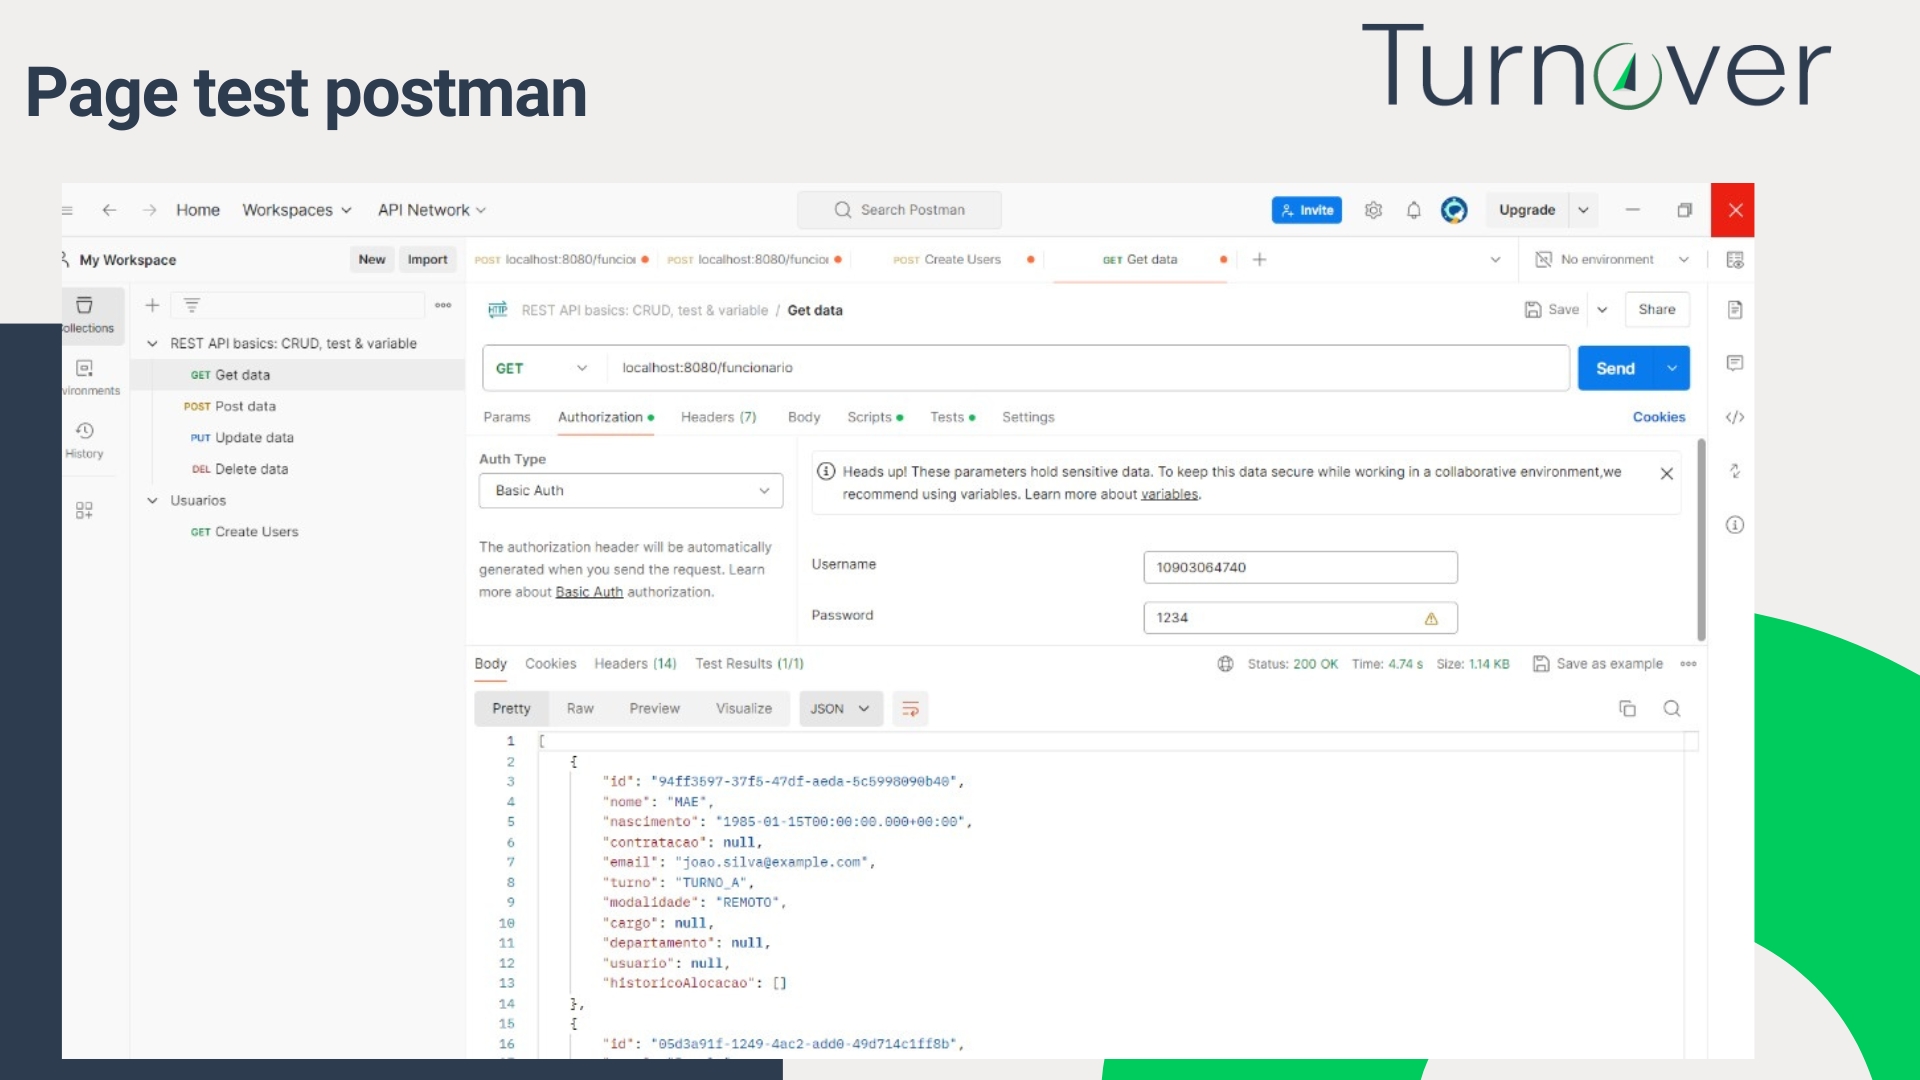 Page test postman
Turnover
Home Workspaces API Network Search Postman Invite Upgrade
My Workspace New Import POST localhost:8080/funcio POST localhost:8080/funcio POST Create Users GET Get data No environment
ollections
REST API basics: CRUD, test & variable / Get data Save Share
REST API basics: CRUD, test & variable
GET Get data
POST Post data
PUT Update data
DEL Delete data
Usuarios
GET Create Users
vironments
History
GET localhost:8080/funcionario Send
Params Authorization Headers (7) Body Scripts Tests Settings Cookies
Auth Type
Basic Auth
The authorization header will be automatically
generated when you send the request. Learn
more about Basic Auth authorization.
Heads up! These parameters hold sensitive data. To keep this data secure while working in a collaborative environment,we
recommend using variables. Learn more about variables.
Username 10903064740
Password 1234
Body Cookies Headers (14) Test Results (1/1) Status: 200 OK Time: 4.74 s Size: 1.14 KB Save as example
Pretty Raw Preview Visualize JSON
1 [
2 {
3 "id": "94ff3597-37f5-47df-aeda-5c5998090b40",
4 "nome": "MAE",
5 "nascimento": "1985-01-15T00:00:00.000+00:00",
6 "contratacao": null,
7 "email": "joao.silva@example.com",
8 "turno": "TURNO_A",
9 "modalidade": "REMOTO",
10 "cargo": null,
11 "departamento": null,
12 "usuario": null,
13 "historicoAlocacao": []
14 },
15 {
16 "id": "05d3a91f-1249-4ac2-add0-49d714c1ff8b",